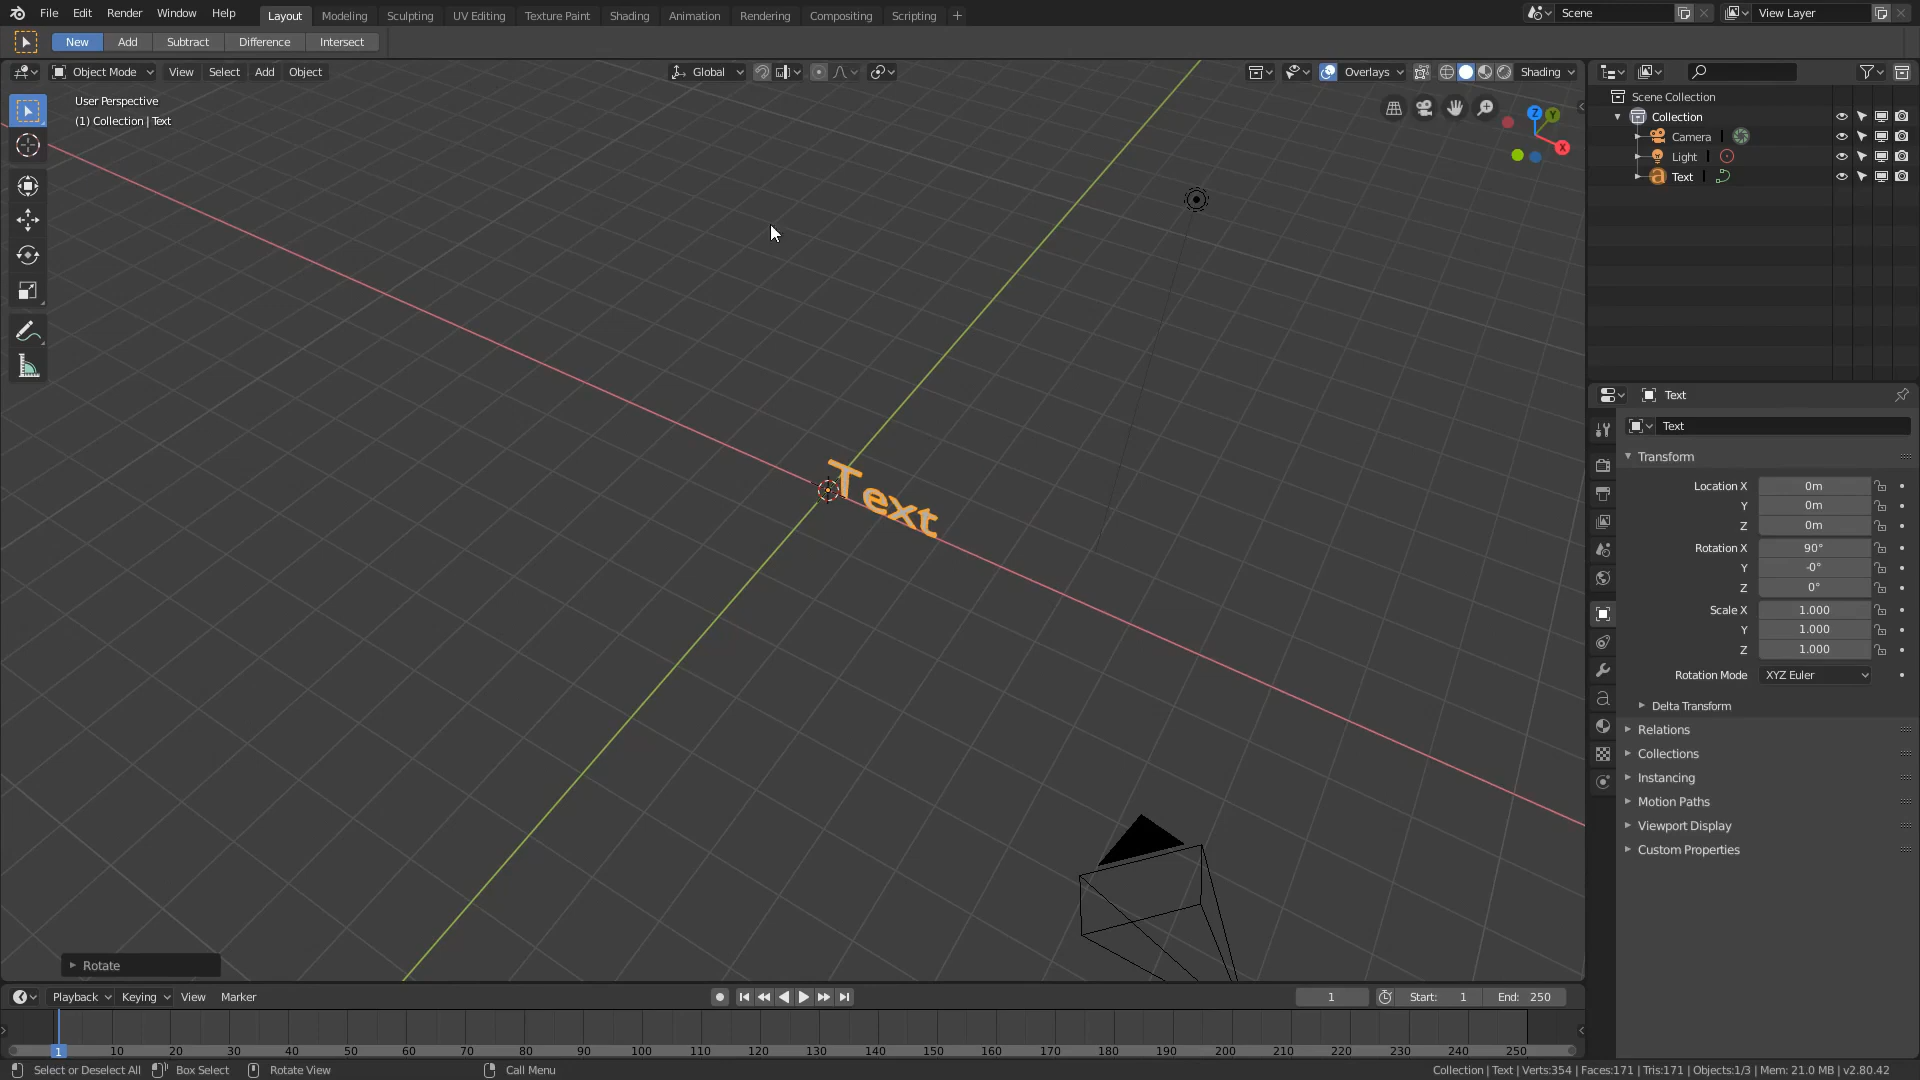 File Edit Render Window Help Layout Modeling Sculpting UV Editing Texture Paint Shading Animation Rendering Compositing Scripting + Scene View Layer
New Add Subtract Difference Intersect
Object Mode View Select Add Object Global Overlays Shading
User Perspective
(1) Collection | Text
Z
Y
X
Text
Rotate
Scene Collection
Collection
Camera
Light
Text
Text
Text
Transform
Location X 0m
Y 0m
Z 0m
Rotation X 90°
Y -0°
Z 0°
Scale X 1.000
Y 1.000
Z 1.000
Rotation Mode XYZ Euler
Delta Transform
Relations
Collections
Instancing
Motion Paths
Viewport Display
Custom Properties
Playback Keying View Marker 1 Start: 1 End: 250
1 10 20 30 40 50 60 70 80 90 100 110 120 130 140 150 160 170 180 190 200 210 220 230 240 250
Select or Deselect All Box Select Rotate View Call Menu Collection | Text | Verts:354 | Faces:171 | Tris:171 | Objects:1/3 | Mem: 21.0 MB | v2.80.42